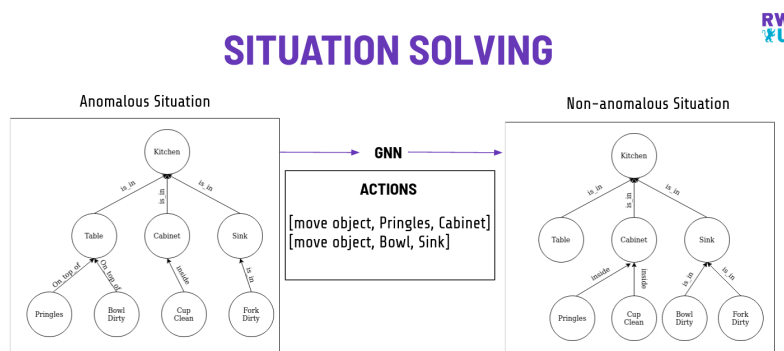 SITUATION SOLVING
Anomalous Situation
Kitchen
is_in
is_in
is_in
Table
Cabinet
Sink
On_top_of
On_top_of
inside
is_in
Pringles
Bowl
Dirty
Cup
Clean
Fork
Dirty
GNN
ACTIONS
[move object, Pringles, Cabinet]
[move object, Bowl, Sink]
Non-anomalous Situation
Kitchen
is_in
is_in
is_in
Table
Cabinet
Sink
inside
inside
is_in
is_in
Pringles
Cup
Clean
Bowl
Dirty
Fork
Dirty